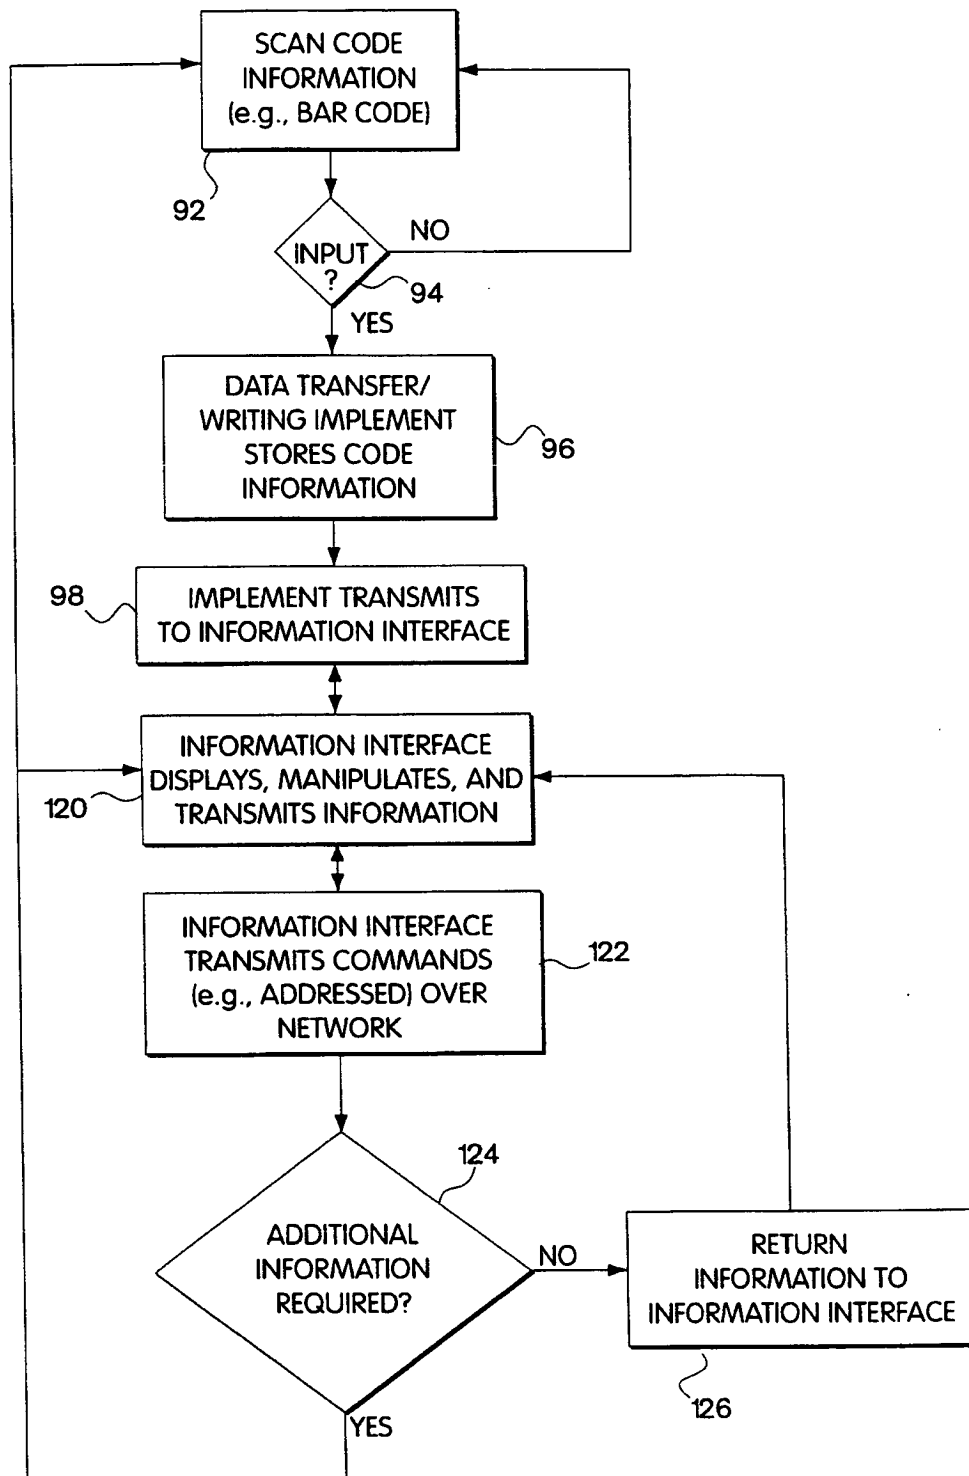 SCAN CODE
INFORMATION
(e.g., BAR CODE)
92
INPUT
?
NO
94
YES
DATA TRANSFER/
WRITING IMPLEMENT
STORES CODE
INFORMATION
96
98
IMPLEMENT TRANSMITS
TO INFORMATION INTERFACE
INFORMATION INTERFACE
DISPLAYS, MANIPULATES, AND
TRANSMITS INFORMATION
120
INFORMATION INTERFACE
TRANSMITS COMMANDS
(e.g., ADDRESSED) OVER
NETWORK
122
124
ADDITIONAL
INFORMATION
REQUIRED?
NO
RETURN
INFORMATION TO
INFORMATION INTERFACE
126
YES